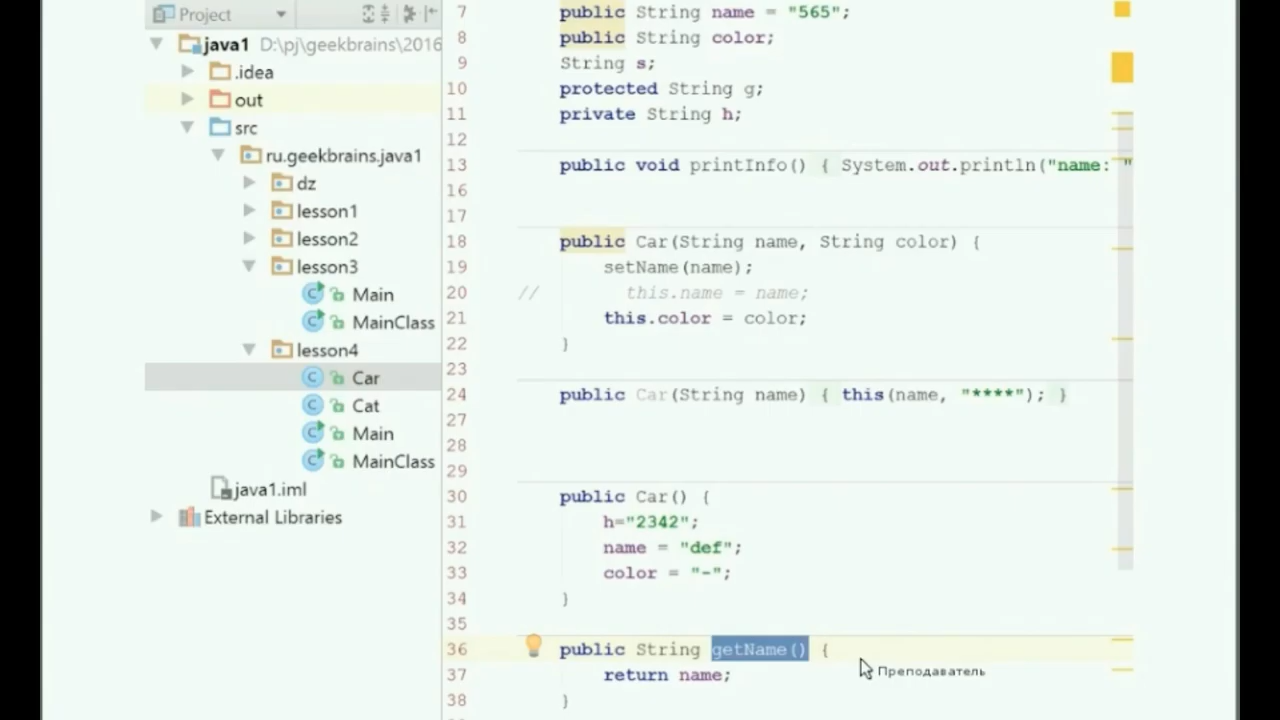 Project
java1 D:\pj\geekbrains\2016
.idea
out
src
ru.geekbrains.java1
dz
lesson1
lesson2
lesson3
Main
MainClass
lesson4
Car
Cat
Main
MainClass
java1.iml
External Libraries
7 public String name = "565";
8 public String color;
9 String s;
10 protected String g;
11 private String h;
12
13 public void printInfo() { System.out.println("name: "
16
17
18 public Car(String name, String color) {
19 setName(name);
20 // this.name = name;
21 this.color = color;
22 }
23
24 public Car(String name) { this(name, "****"); }
27
28
29
30 public Car() {
31 h="2342";
32 name = "def";
33 color = "-";
34 }
35
36 public String getName() {
37 return name;
Преподаватель
38 }